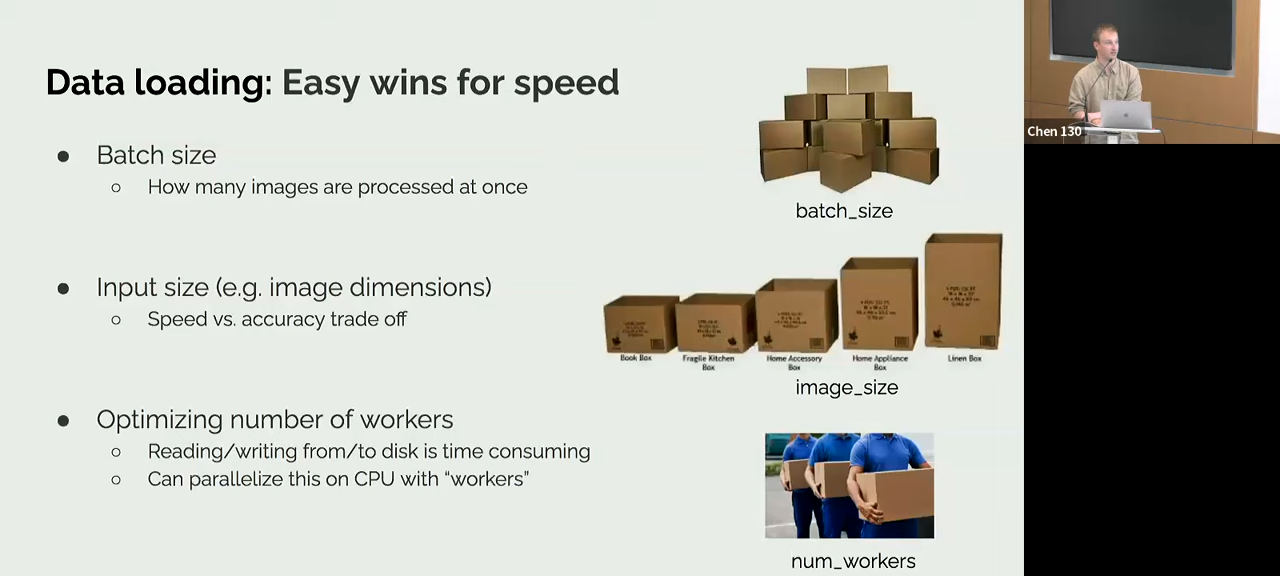 Data loading: Easy wins for speed
● Batch size
○ How many images are processed at once
● Input size (e.g. image dimensions)
○ Speed vs. accuracy trade off
● Optimizing number of workers
○ Reading/writing from/to disk is time consuming
○ Can parallelize this on CPU with “workers”
batch_size
Book Box
Fragile Kitchen
Box
Home Accessory
Box
Home Appliance
Box
Linen Box
image_size
num_workers
Chen 130